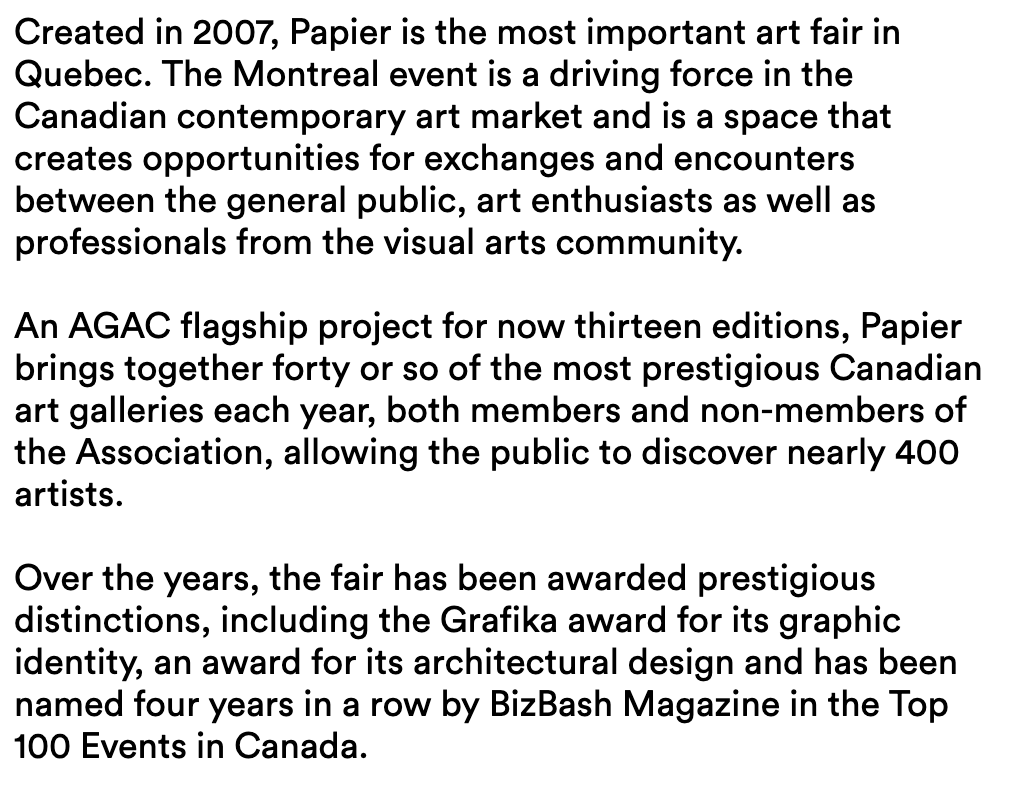 Created in 2007, Papier is the most important art fair in
Quebec. The Montreal event is a driving force in the
Canadian contemporary art market and is a space that
creates opportunities for exchanges and encounters
between the general public, art enthusiasts as well as
professionals from the visual arts community.
An AGAC flagship project for now thirteen editions, Papier
brings together forty or so of the most prestigious Canadian
art galleries each year, both members and non-members of
the Association, allowing the public to discover nearly 400
artists.
Over the years, the fair has been awarded prestigious
distinctions, including the Grafika award for its graphic
identity, an award for its architectural design and has been
named four years in a row by BizBash Magazine in the Top
100 Events in Canada.